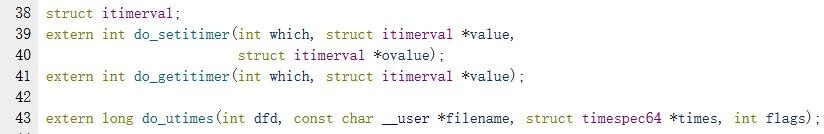 38 struct itimerval;
39 extern int do_setitimer(int which, struct itimerval *value,
40 struct itimerval *ovalue);
41 extern int do_getitimer(int which, struct itimerval *value);
42
43 extern long do_utimes(int dfd, const char __user *filename, struct timespec64 *times, int flags);